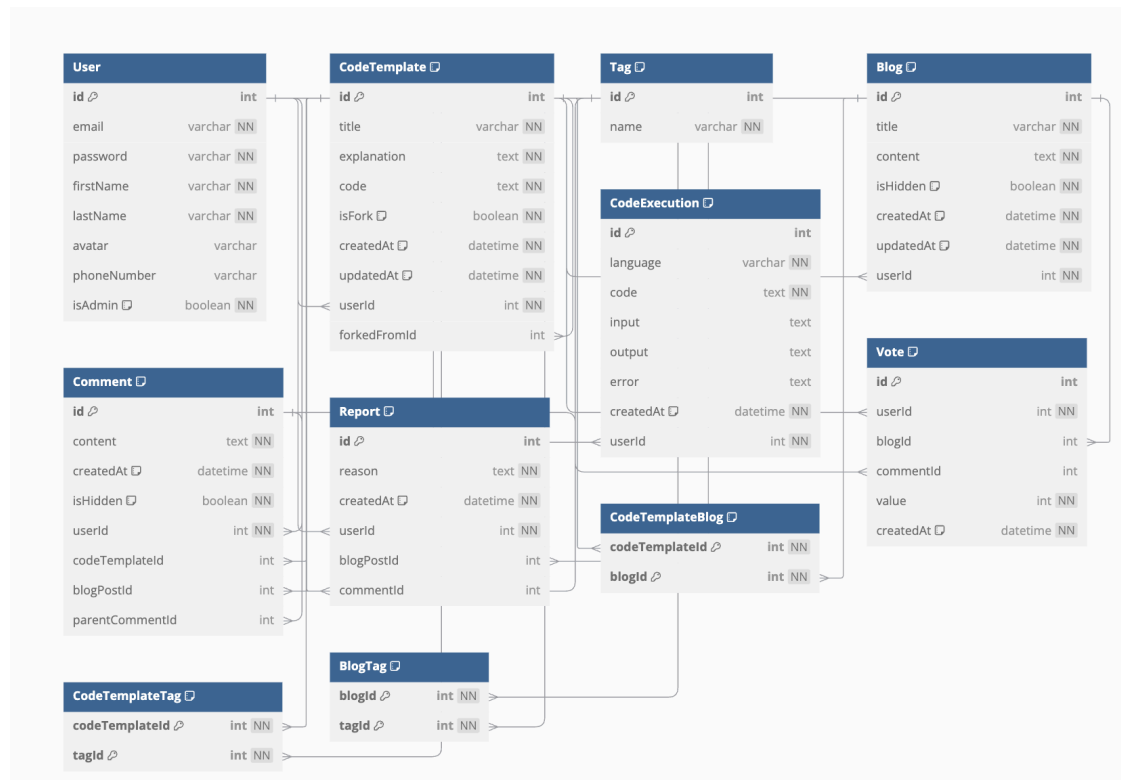 User
id int
email varchar NN
password varchar NN
firstName varchar NN
lastName varchar NN
avatar varchar
phoneNumber varchar
isAdmin boolean NN
CodeTemplate
id int
title varchar NN
explanation text NN
code text NN
isFork boolean NN
createdAt datetime NN
updatedAt datetime NN
userId int NN
forkedFromId int
Tag
id int
name varchar NN
Blog
id int
title varchar NN
content text NN
isHidden boolean NN
createdAt datetime NN
updatedAt datetime NN
userId int NN
CodeExecution
id int
language varchar NN
code text NN
input text
output text
error text
createdAt datetime NN
userId int NN
Vote
id int
userId int NN
blogId int
commentId int
value int NN
createdAt datetime NN
Comment
id int
content text NN
createdAt datetime NN
isHidden boolean NN
userId int NN
codeTemplateId int
blogPostId int
parentCommentId int
Report
id int
reason text NN
createdAt datetime NN
userId int NN
blogPostId int
commentId int
CodeTemplateBlog
codeTemplateId int NN
blogId int NN
BlogTag
blogId int NN
tagId int NN
CodeTemplateTag
codeTemplateId int NN
tagId int NN